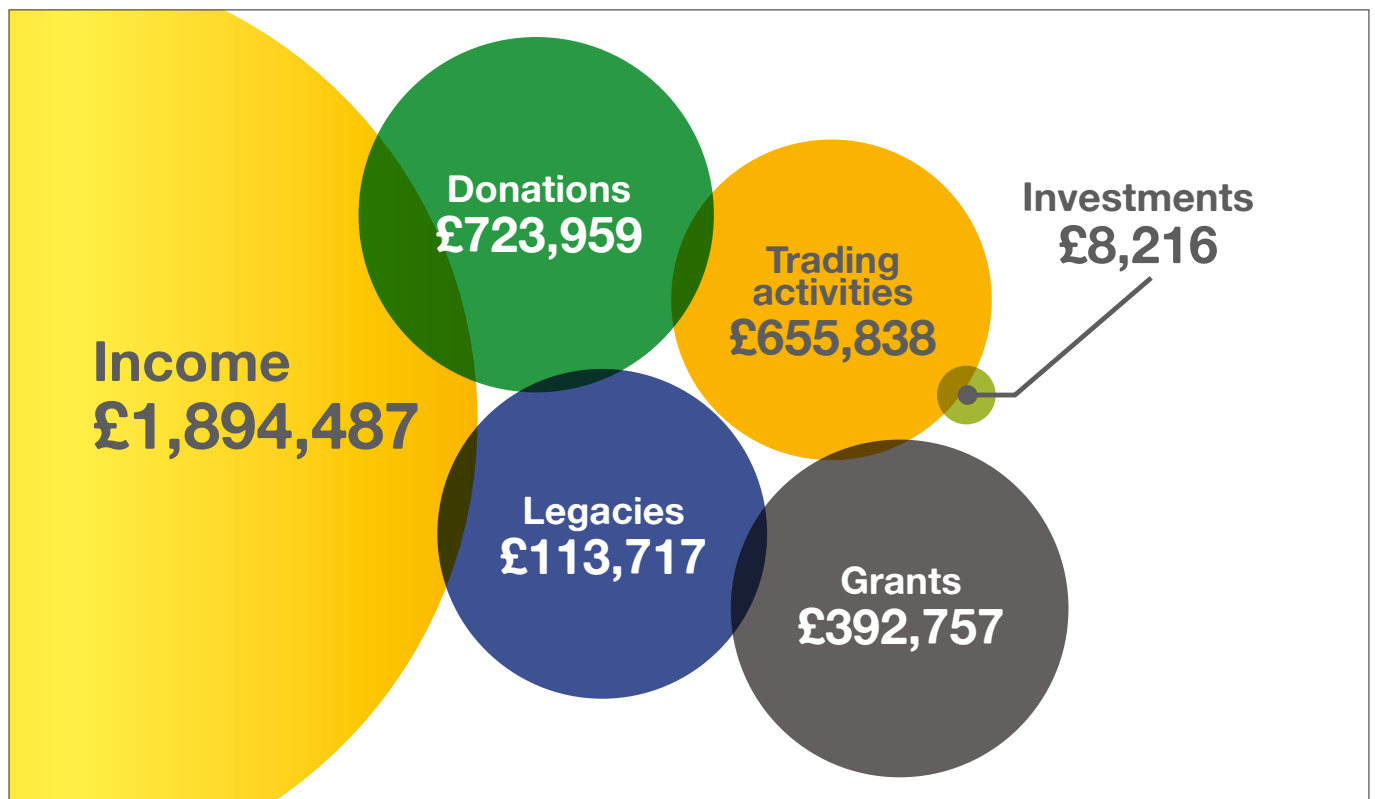 Income
£1,894,487
Donations
£723,959
Trading
activities
£655,838
Investments
£8,216
Legacies
£113,717
Grants
£392,757